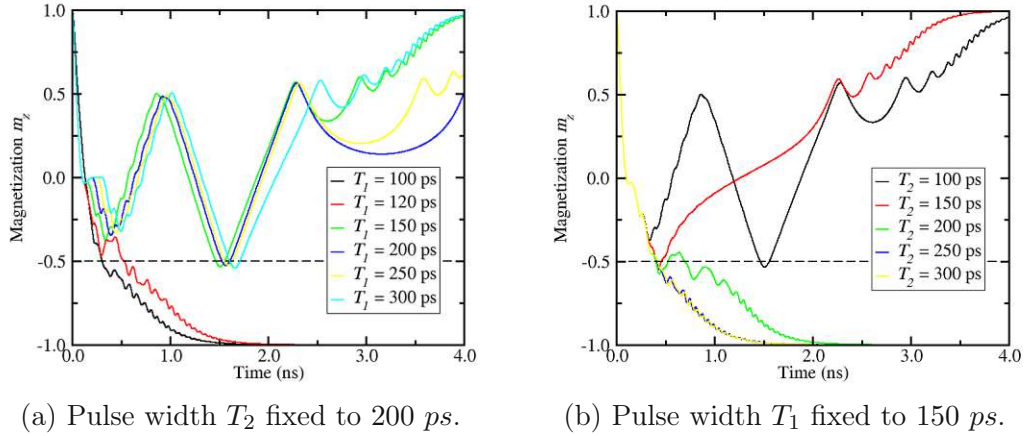 1.0
0.5
0.0
-0.5
-1.0
Magnetization m_z
T_1 = 100 ps
T_1 = 120 ps
T_1 = 150 ps
T_1 = 200 ps
T_1 = 250 ps
T_1 = 300 ps
0.0 1.0 2.0 3.0 4.0
Time (ns)
(a) Pulse width T_2 fixed to 200 ps.
1.0
0.5
0.0
-0.5
-1.0
Magnetization m_z
T_2 = 100 ps
T_2 = 150 ps
T_2 = 200 ps
T_2 = 250 ps
T_2 = 300 ps
0.0 1.0 2.0 3.0 4.0
Time (ns)
(b) Pulse width T_1 fixed to 150 ps.